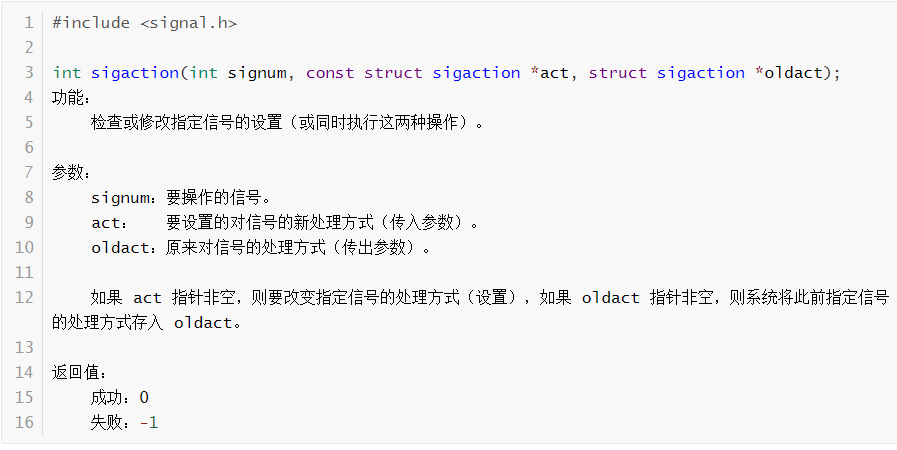 1 #include <signal.h>
2
3 int sigaction(int signum, const struct sigaction *act, struct sigaction *oldact);
4 功能：
5     检查或修改指定信号的设置（或同时执行这两种操作）。
6
7 参数：
8     signum：要操作的信号。
9     act：   要设置的对信号的新处理方式（传入参数）。
10     oldact：原来对信号的处理方式（传出参数）。
11
12     如果 act 指针非空，则要改变指定信号的处理方式（设置），如果 oldact 指针非空，则系统将此前指定信号
的处理方式存入 oldact。
13
14 返回值：
15     成功：0
16     失败：-1